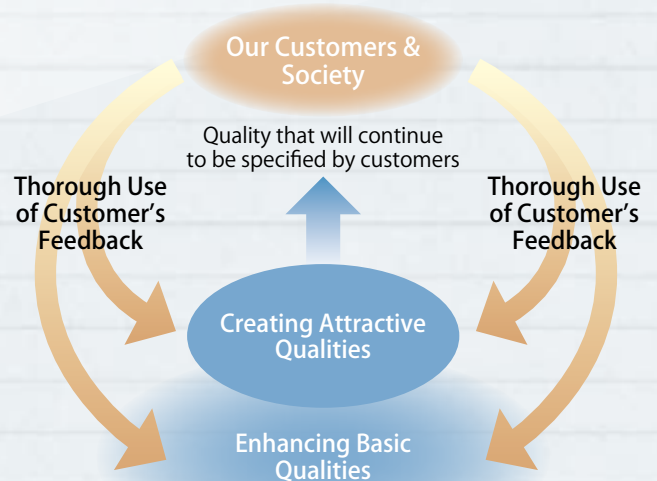 Our Customers &
Society
Quality that will continue
to be specified by customers
Thorough Use
of Customer's
Feedback
Thorough Use
of Customer's
Feedback
Creating Attractive
Qualities
Enhancing Basic
Qualities